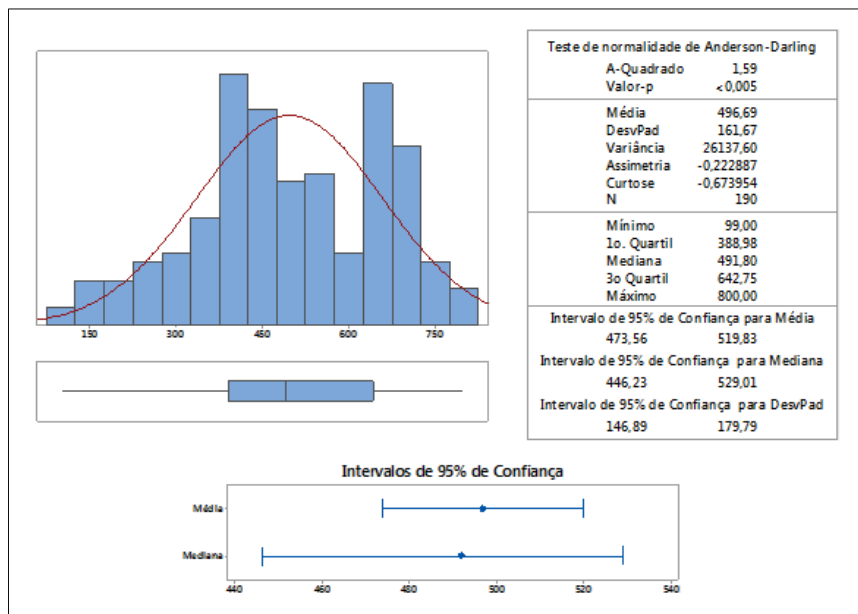 Teste de normalidade de Anderson-Darling
A-Quadrado 1,59
Valor-p <0,005
Média 496,69
DesvPad 161,67
Variância 26137,60
Assimetria -0,222887
Curtose -0,673954
N 190
Mínimo 99,00
1o. Quartil 388,98
Mediana 491,80
3o Quartil 642,75
Máximo 800,00
Intervalo de 95% de Confiança para Média
473,56 519,83
Intervalo de 95% de Confiança para Mediana
446,23 529,01
Intervalo de 95% de Confiança para DesvPad
146,89 179,79
150 300 450 600 750
Intervalos de 95% de Confiança
Média
Mediana
440 460 480 500 520 540